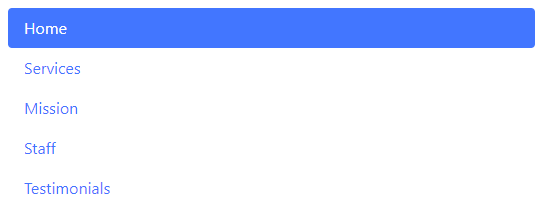 Home
Services
Mission
Staff
Testimonials